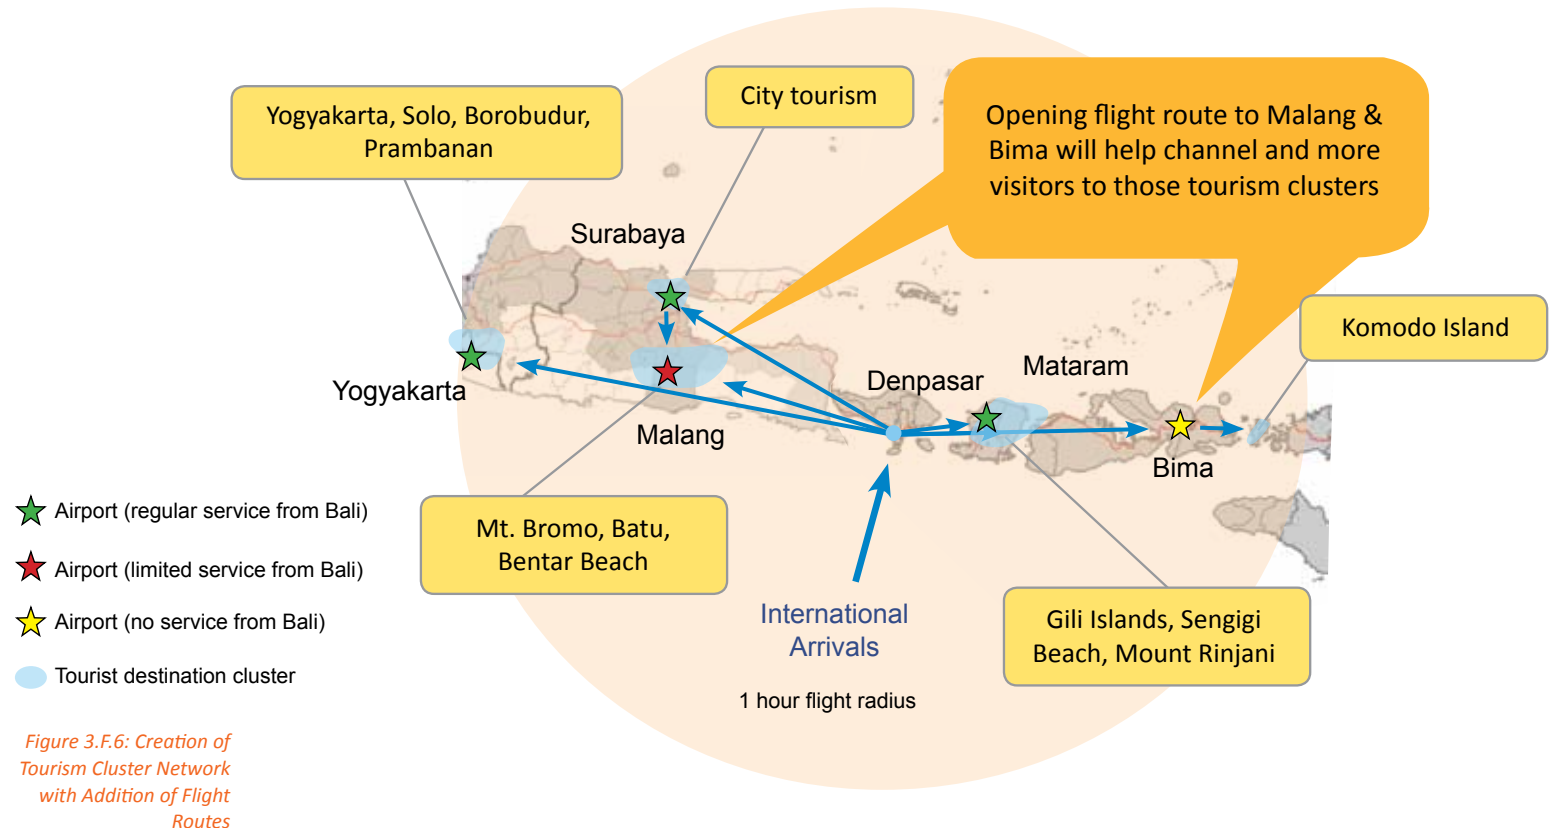 Yogyakarta, Solo, Borobudur,
Prambanan
City tourism
Opening flight route to Malang &
Bima will help channel and more
visitors to those tourism clusters
Surabaya
Komodo Island
Yogyakarta
Denpasar
Mataram
Malang
Bima
Airport (regular service from Bali)
Airport (limited service from Bali)
Airport (no service from Bali)
Tourist destination cluster
Mt. Bromo, Batu,
Bentar Beach
International
Arrivals
1 hour flight radius
Gili Islands, Sengigi
Beach, Mount Rinjani
Figure 3.F.6: Creation of
Tourism Cluster Network
with Addition of Flight
Routes